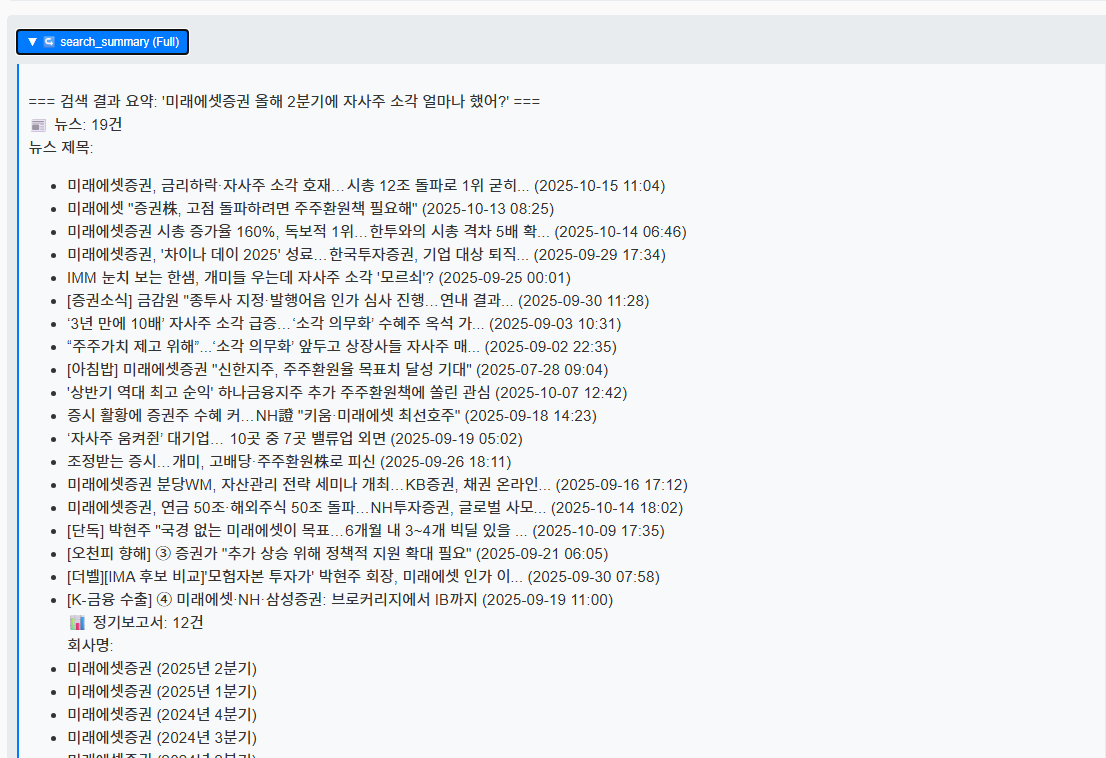 ▼ search_summary (Full)
=== 검색 결과 요약: '미래에셋증권 올해 2분기에 자사주 소각 얼마나 했어?' ===
뉴스: 19건
뉴스 제목:
• 미래에셋증권, 금리하락·자사주 소각 호재…시총 12조 돌파로 1위 굳히... (2025-10-15 11:04)
• 미래에셋 "증권株, 고점 돌파하려면 주주환원책 필요해" (2025-10-13 08:25)
• 미래에셋증권 시총 증가율 160%, 독보적 1위…한투와의 시총 격차 5배 확... (2025-10-14 06:46)
• 미래에셋증권, '차이나 데이 2025' 성료…한국투자증권, 기업 대상 퇴직... (2025-09-29 17:34)
• IMM 눈치 보는 한샘, 개미들 우는데 자사주 소각 '모르쇠'? (2025-09-25 00:01)
• [증권소식] 금감원 "종투사 지정·발행어음 인가 심사 진행…연내 결과... (2025-09-30 11:28)
• ‘3년 만에 10배’ 자사주 소각 급증…‘소각 의무화’ 수혜주 옥석 가... (2025-09-03 10:31)
• “주주가치 제고 위해”...‘소각 의무화’ 앞두고 상장사들 자사주 매... (2025-09-02 22:35)
• [아침밥] 미래에셋증권 "신한지주, 주주환원율 목표치 달성 기대" (2025-07-28 09:04)
• '상반기 역대 최고 순익' 하나금융지주 추가 주주환원책에 쏠린 관심 (2025-10-07 12:42)
• 증시 활황에 증권주 수혜 커…NH證 "키움·미래에셋 최선호주" (2025-09-18 14:23)
• ‘자사주 움켜쥔’ 대기업… 10곳 중 7곳 밸류업 외면 (2025-09-19 05:02)
• 조정받는 증시…개미, 고배당·주주환원株로 피신 (2025-09-26 18:11)
• 미래에셋증권 분당WM, 자산관리 전략 세미나 개최…KB증권, 채권 온라인... (2025-09-16 17:12)
• 미래에셋증권, 연금 50조·해외주식 50조 돌파…NH투자증권, 글로벌 사모... (2025-10-14 18:02)
• [단독] 박현주 "국경 없는 미래에셋이 목표…6개월 내 3~4개 빅딜 있을 ... (2025-10-09 17:35)
• [오천피 향해] ③ 증권가 "추가 상승 위해 정책적 지원 확대 필요" (2025-09-21 06:05)
• [더벨][IMA 후보 비교]'모험자본 투자가' 박현주 회장, 미래에셋 인가 이... (2025-09-30 07:58)
• [K-금융 수출] ④ 미래에셋·NH·삼성증권: 브로커리지에서 IB까지 (2025-09-19 11:00)
정기보고서: 12건
회사명:
• 미래에셋증권 (2025년 2분기)
• 미래에셋증권 (2025년 1분기)
• 미래에셋증권 (2024년 4분기)
• 미래에셋증권 (2024년 3분기)